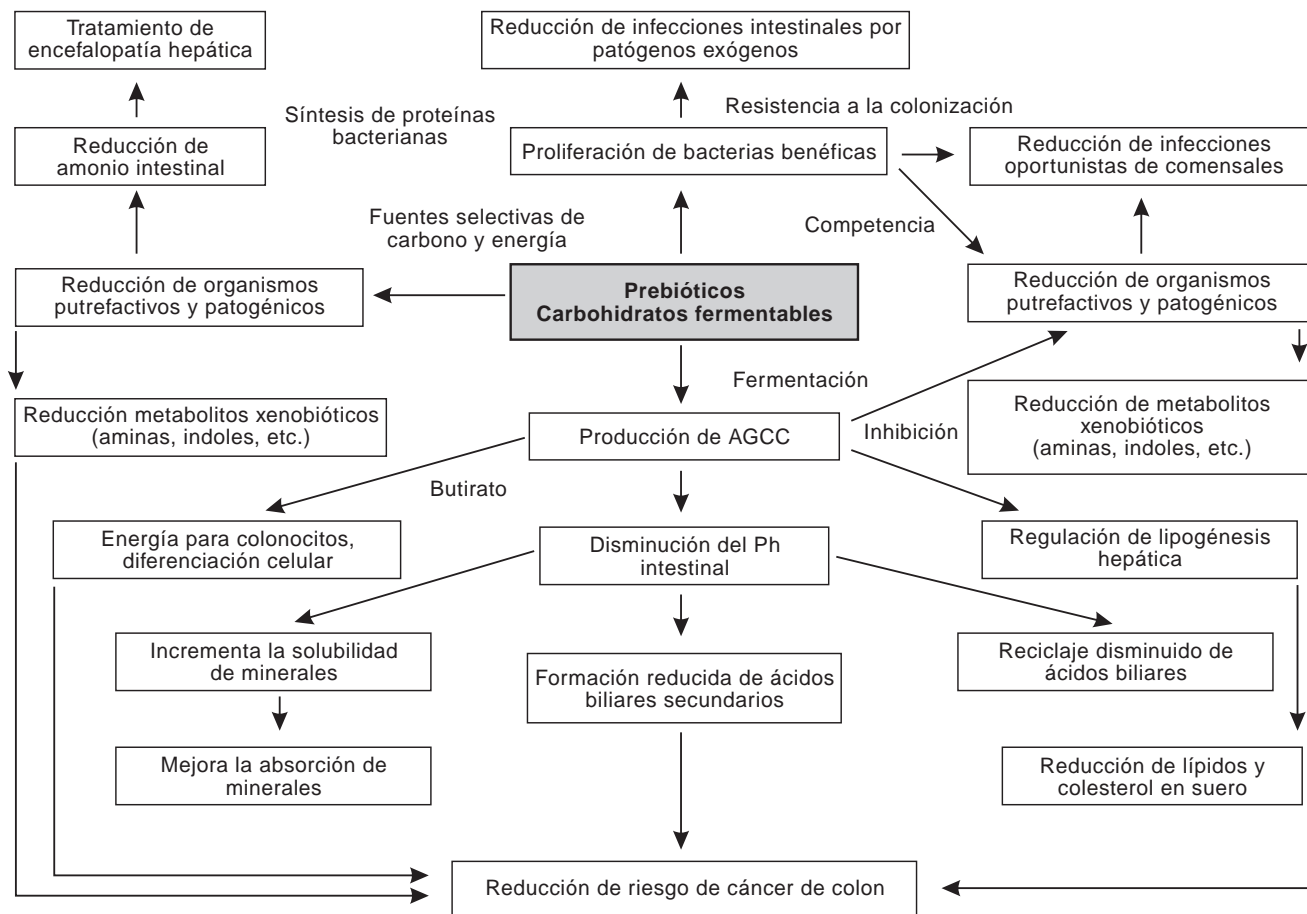 Tratamiento de
encefalopatía hepática
Reducción de infecciones intestinales por
patógenos exógenos
Síntesis de proteínas
bacterianas
Resistencia a la colonización
Reducción de
amonio intestinal
Proliferación de bacterias benéficas
Reducción de infecciones
oportunistas de comensales
Fuentes selectivas de
carbono y energía
Competencia
Reducción de organismos
putrefactivos y patogénicos
Prebióticos
Carbohidratos fermentables
Reducción de organismos
putrefactivos y patogénicos
Fermentación
Reducción metabolitos xenobióticos
(aminas, indoles, etc.)
Producción de AGCC
Inhibición
Reducción de metabolitos
xenobióticos
(aminas, indoles, etc.)
Butirato
Energía para colonocitos,
diferenciación celular
Disminución del Ph
intestinal
Regulación de lipogénesis
hepática
Incrementa la solubilidad
de minerales
Formación reducida de ácidos
biliares secundarios
Reciclaje disminuido de
ácidos biliares
Mejora la absorción de
minerales
Reducción de lípidos y
colesterol en suero
Reducción de riesgo de cáncer de colon